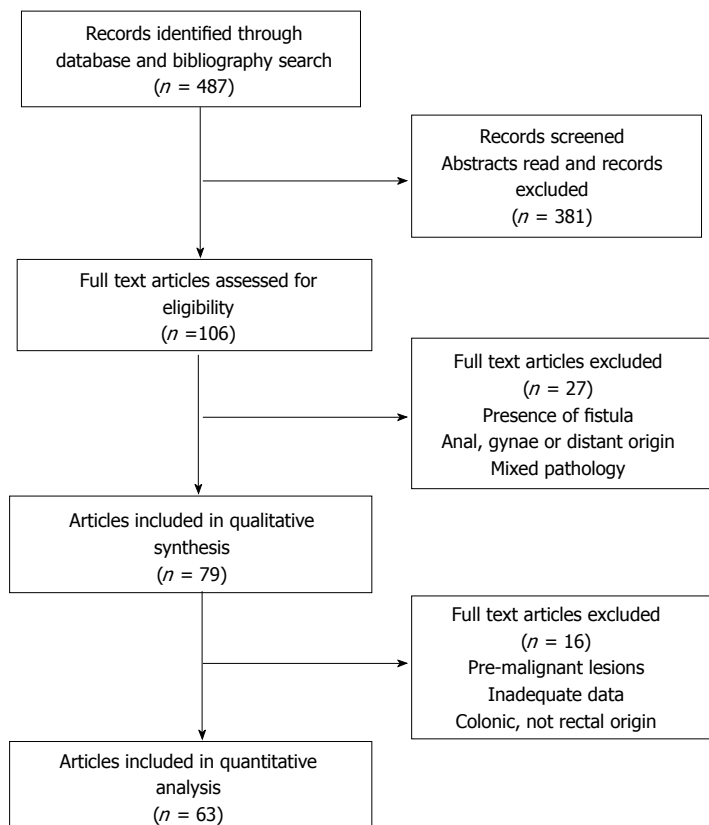 Records identified through
database and bibliography search
(n = 487)
Records screened
Abstracts read and records
excluded
(n = 381)
Full text articles assessed for
eligibility
(n =106)
Full text articles excluded
(n = 27)
Presence of fistula
Anal, gynae or distant origin
Mixed pathology
Articles included in qualitative
synthesis
(n = 79)
Full text articles excluded
(n = 16)
Pre-malignant lesions
Inadequate data
Colonic, not rectal origin
Articles included in quantitative
analysis
(n = 63)